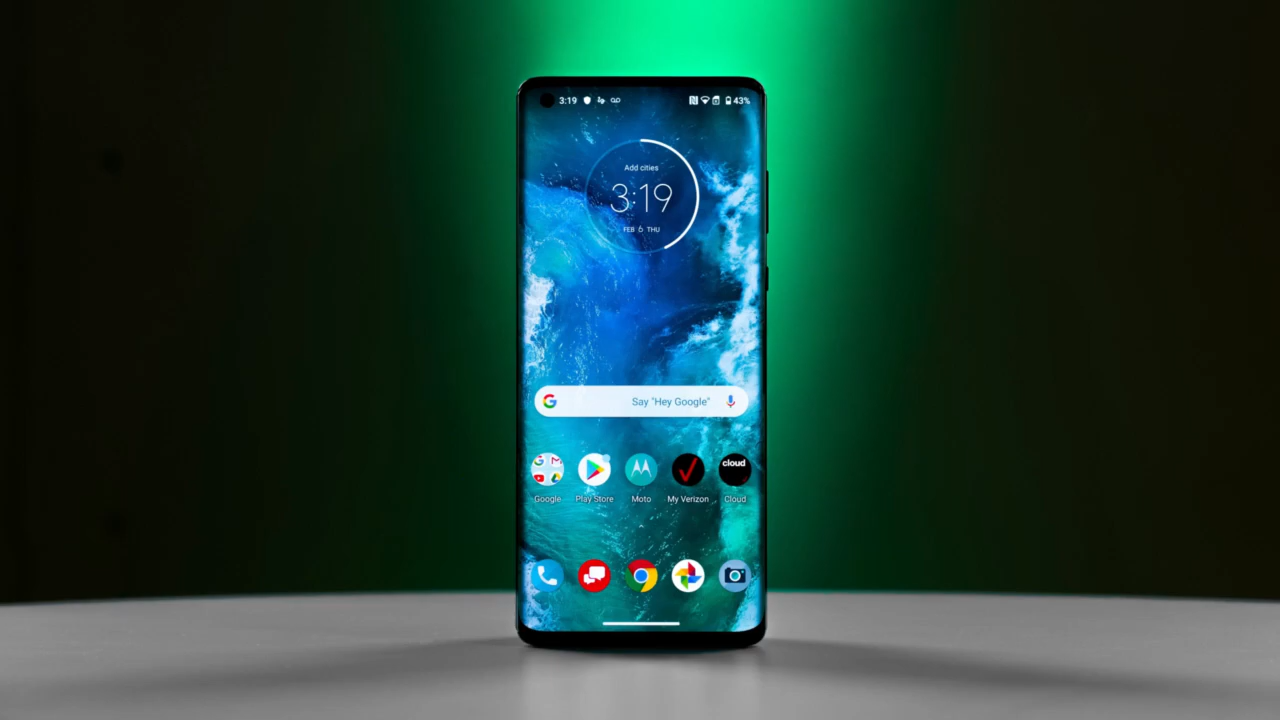 3:19 43%
Add cities
3:19
FEB 6 THU
Say "Hey Google"
cloud
Google Play Store Moto My Verizon Cloud